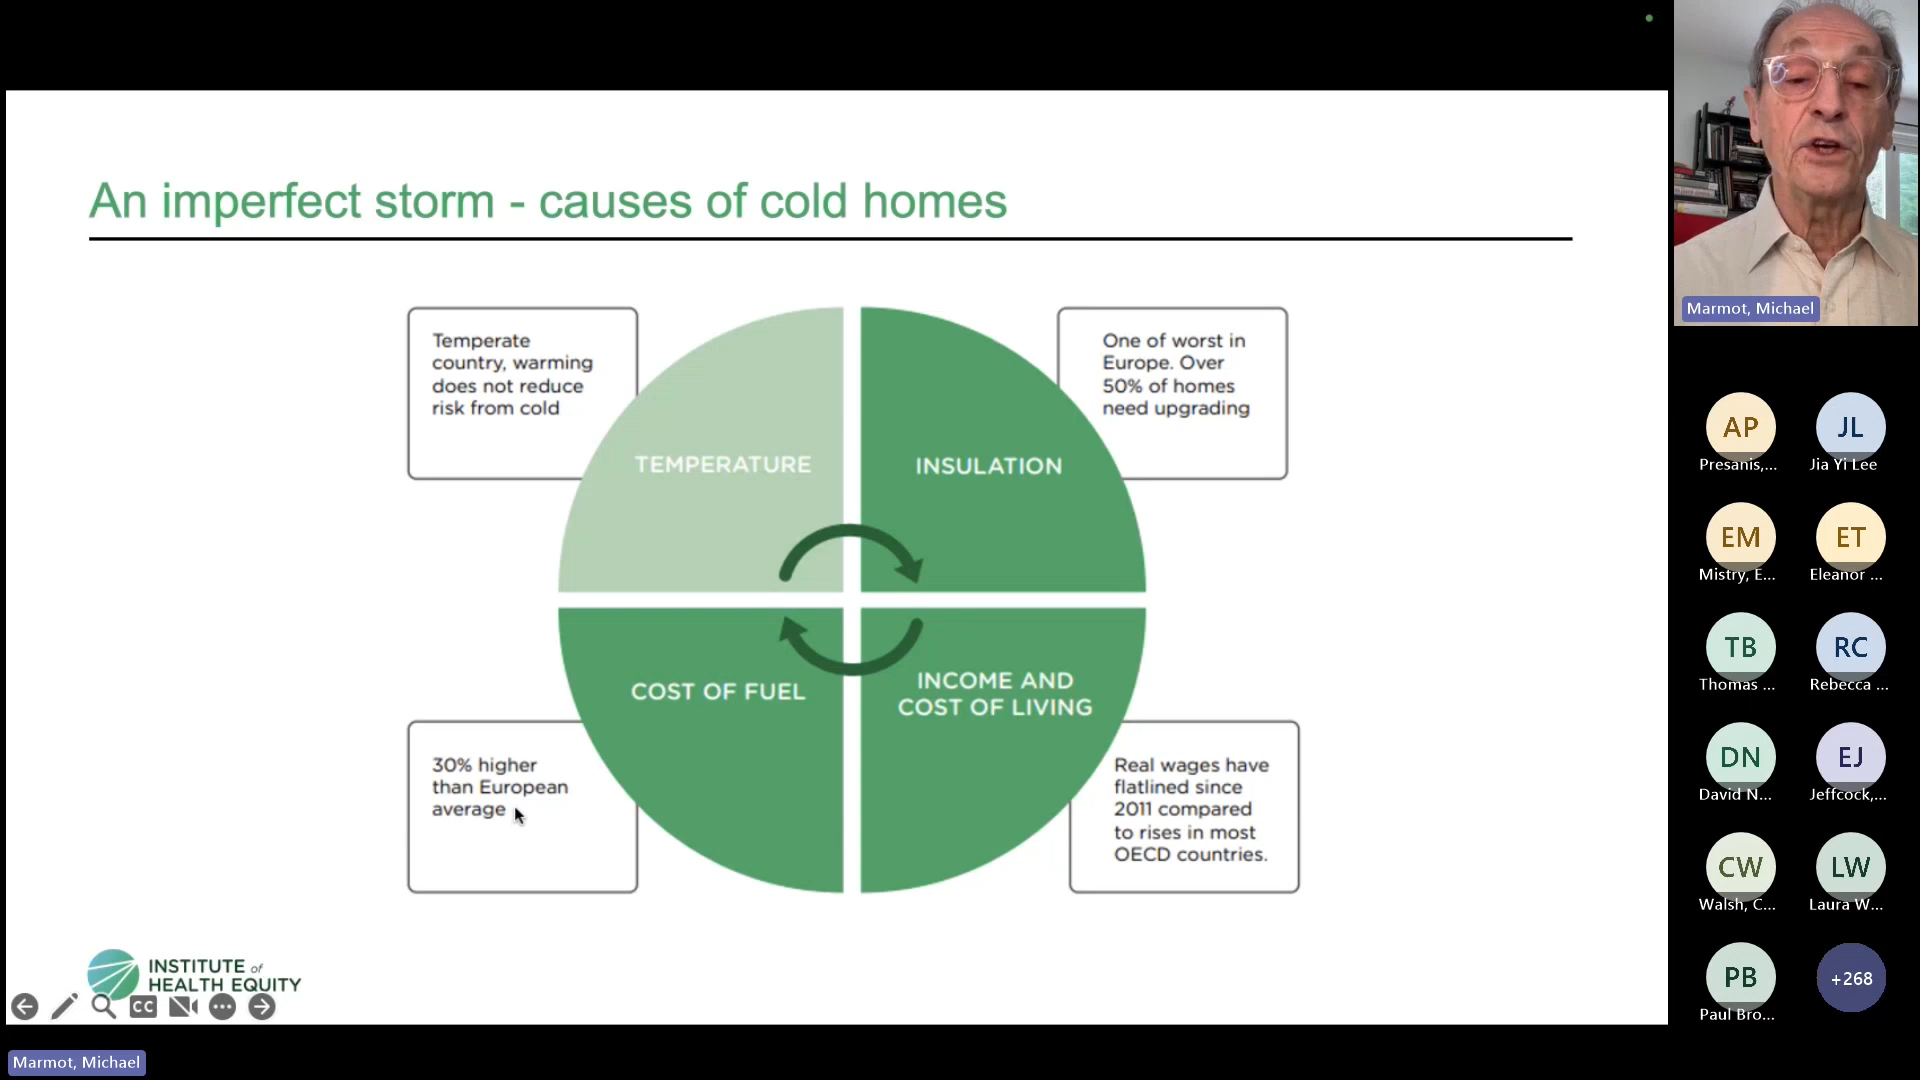 An imperfect storm - causes of cold homes
Temperate
country, warming
does not reduce
risk from cold
TEMPERATURE
INSULATION
One of worst in
Europe. Over
50% of homes
need upgrading
COST OF FUEL
INCOME AND
COST OF LIVING
30% higher
than European
average
Real wages have
flatlined since
2011 compared
to rises in most
OECD countries.
INSTITUTE of
HEALTH EQUITY
CC
Marmot, Michael
Marmot, Michael
AP
Presanis,...
JL
Jia Yi Lee
EM
Mistry, E...
ET
Eleanor ...
TB
Thomas ...
RC
Rebecca ...
DN
David N...
EJ
Jeffcock,...
CW
Walsh, C...
LW
Laura W...
PB
Paul Bro...
+268